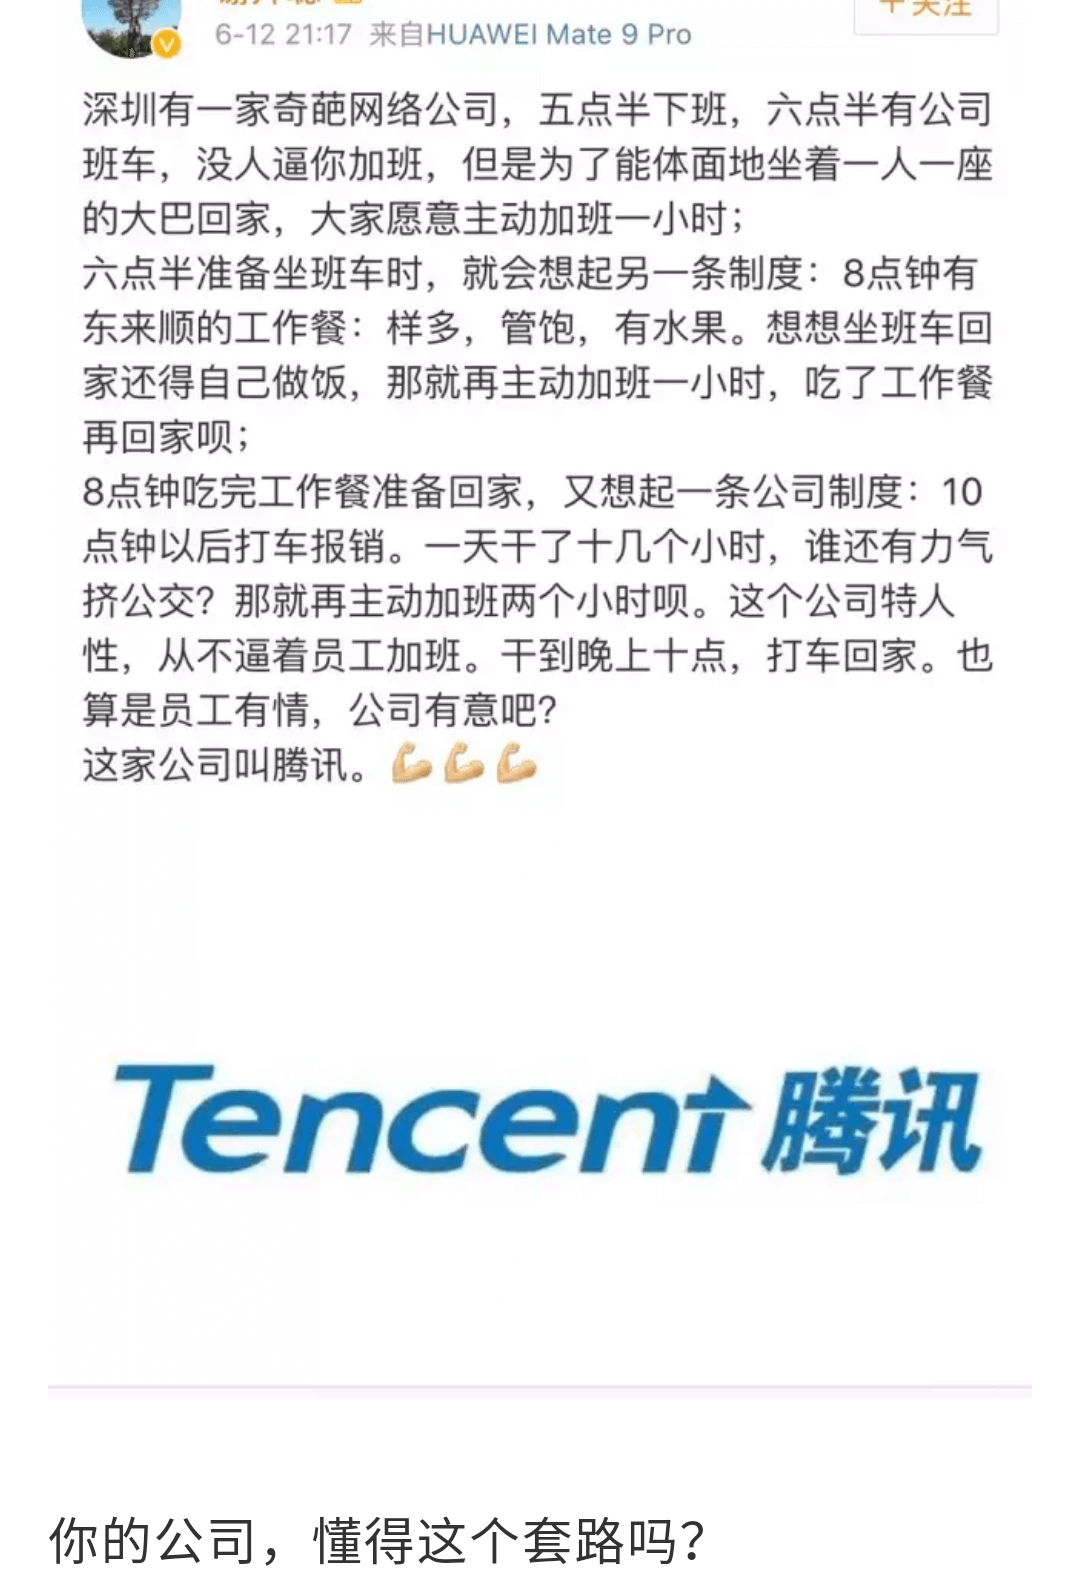 6-12 21:17 来自HUAWEI Mate 9 Pro
十关注
深圳有一家奇葩网络公司，五点半下班，六点半有公司
班车，没人逼你加班，但是为了能体面地坐着一人一座
的大巴回家，大家愿意主动加班一小时；
六点半准备坐班车时，就会想起另一条制度：8点钟有
东来顺的工作餐：样多，管饱，有水果。想想坐班车回
家还得自己做饭，那就再主动加班一小时，吃了工作餐
再回家呗；
8点钟吃完工作餐准备回家，又想起一条公司制度：10
点钟以后打车报销。一天干了十几个小时，谁还有力气
挤公交？那就再主动加班两个小时呗。这个公司特人
性，从不逼着员工加班。干到晚上十点，打车回家。也
算是员工有情，公司有意吧？
这家公司叫腾讯。💪💪💪
Tencent 腾讯
你的公司，懂得这个套路吗？